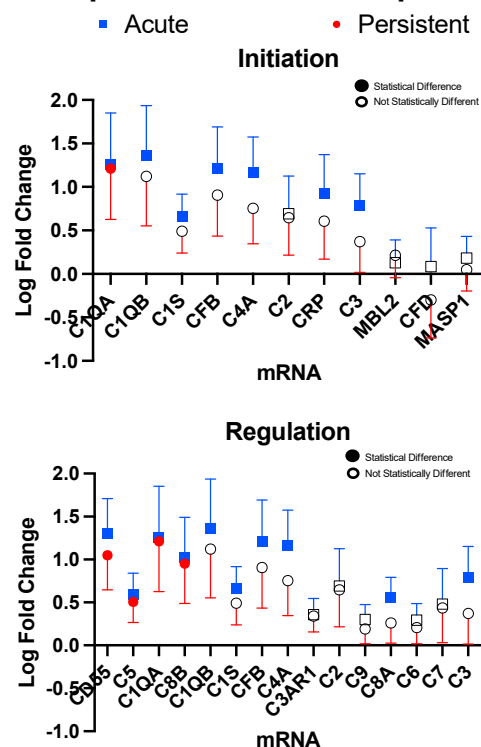 Acute
Persistent
Initiation
Statistical Difference
Not Statistically Different
Log Fold Change
2.0
1.5
1.0
0.5
0.0
-0.5
-1.0
C1QA
C1QB
C1S
CFB
C4A
C2
CRP
C3
MBL2
CFD
MASP1
mRNA
Regulation
Statistical Difference
Not Statistically Different
Log Fold Change
2.0
1.5
1.0
0.5
0.0
-0.5
-1.0
CD55
C5
C1QA
C8B
C1QB
C1S
CFB
C4A
C3AR1
C2
C9
C8A
C6
C7
C3
mRNA